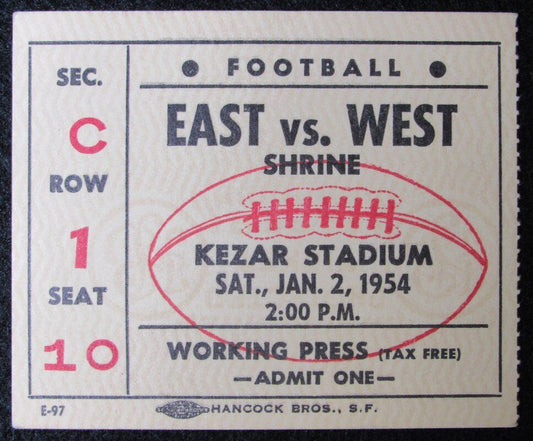 SEC.
C
ROW
1
SEAT
10
E-97
● FOOTBALL ●
EAST vs. WEST
SHRINE
KEZAR STADIUM
SAT., JAN. 2, 1954
2:00 P.M.
WORKING PRESS (TAX FREE)
—ADMIT ONE—
HANCOCK BROS., S.F.